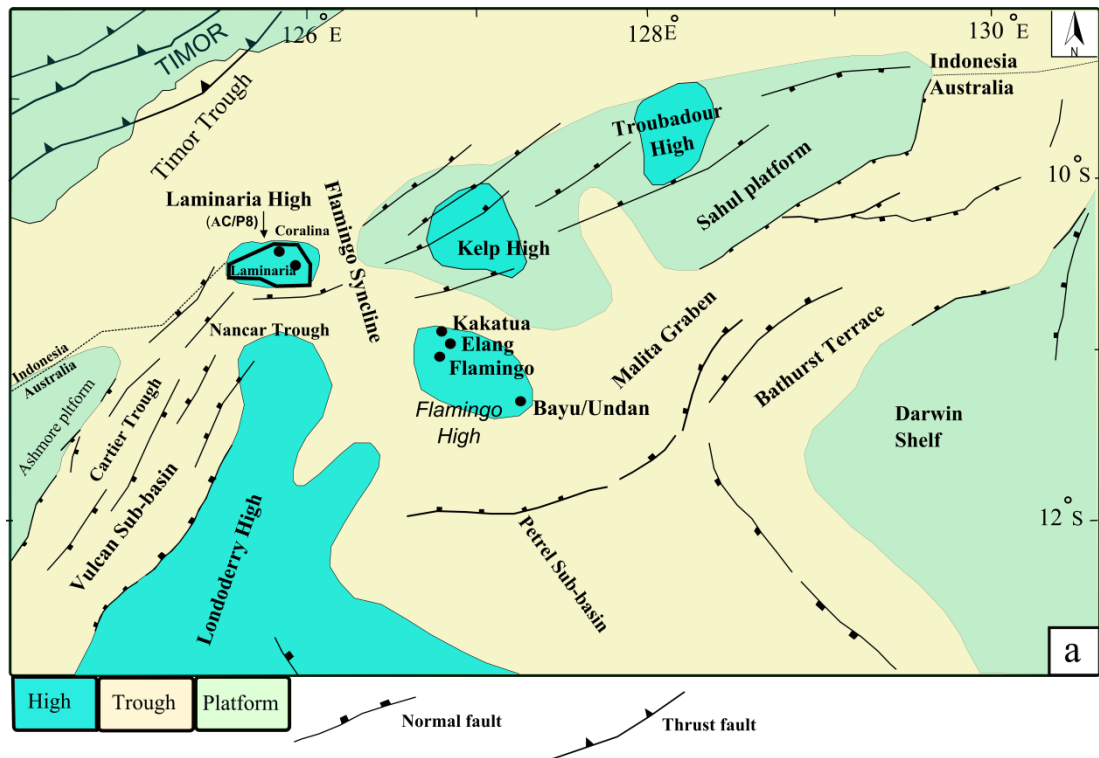 126 °E
128 °E
130 °E
N
TIMOR
Timor Trough
Indonesia
Australia
Troubadour
High
10 °
Sahul platform
Laminaria High
(AC/P8)
Coralina
Laminaria
Flamingo Syncline
Kelp High
Nancar Trough
Kakatua
Elang
Flamingo
Bayu/Undan
Flamingo
High
Malita Graben
Bathurst Terrace
Indonesia
Australia
Ashmore pltform
Cartier Trough
Vulcan Sub-basin
Londoderry High
Darwin
Shelf
12 °S
Petrel Sub-basin
a
High
Trough
Platform
Normal fault
Thrust fault